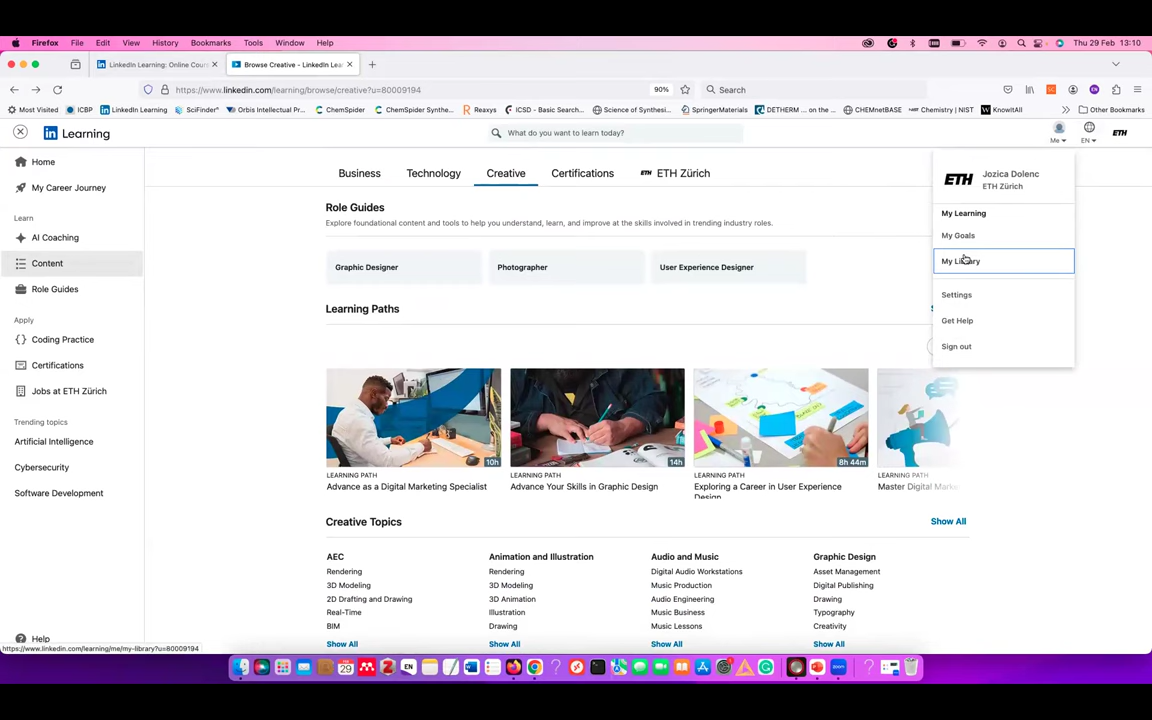 Firefox File Edit View History Bookmarks Tools Window Help Thu 29 Feb 13:10
LinkedIn Learning: Online Cour
Browse Creative - LinkedIn Lea
https://www.linkedin.com/learning/browse/creative?u=80009194
90%
Search
Most Visited ICBP LinkedIn Learning SciFinder® Orbis Intellectual Pr... ChemSpider ChemSpider Synthe... Reaxys ICSD - Basic Search... Science of Synthesi... SpringerMaterials DETHERM ... on the ... CHEMnetBASE Chemistry | NIST KnowItAll Other Bookmarks
in Learning
What do you want to learn today?
Me
EN
ETH
Home
My Career Journey
Learn
AI Coaching
Content
Role Guides
Apply
Coding Practice
Certifications
Jobs at ETH Zürich
Trending topics
Artificial Intelligence
Cybersecurity
Software Development
Help
Business Technology Creative Certifications ETH ETH Zürich
ETH
Jozica Dolenc
ETH Zürich
My Learning
My Goals
My Library
Settings
Get Help
Sign out
Role Guides
Explore foundational content and tools to help you understand, learn, and improve at the skills involved in trending industry roles.
Graphic Designer
Photographer
User Experience Designer
Learning Paths
10h
14h
8h 44m
LEARNING PATH
Advance as a Digital Marketing Specialist
LEARNING PATH
Advance Your Skills in Graphic Design
LEARNING PATH
Exploring a Career in User Experience
Design
LEARNING PATH
Master Digital Marke
Creative Topics
Show All
AEC
Rendering
3D Modeling
2D Drafting and Drawing
Real-Time
BIM
Show All
Animation and Illustration
Rendering
3D Modeling
3D Animation
Illustration
Drawing
Show All
Audio and Music
Digital Audio Workstations
Music Production
Audio Engineering
Music Business
Music Lessons
Show All
Graphic Design
Asset Management
Digital Publishing
Drawing
Typography
Creativity
Show All
https://www.linkedin.com/learning/me/my-library?u=80009194